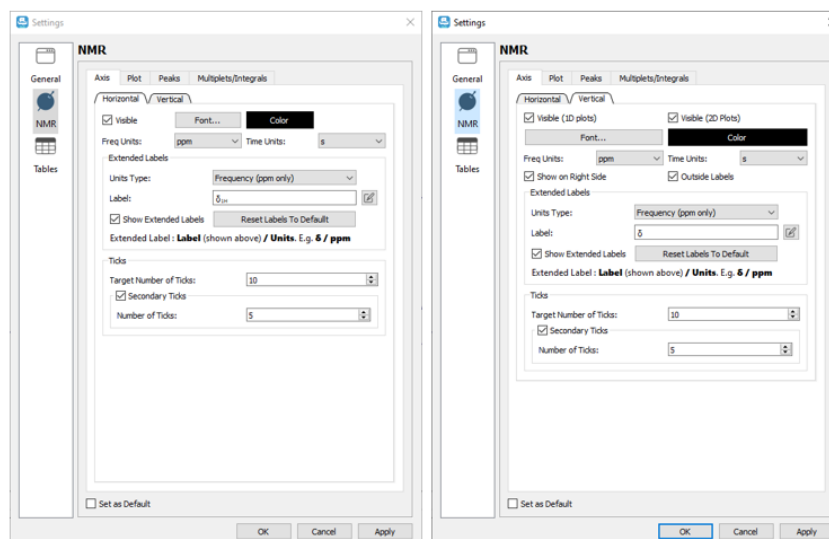 Settings
NMR
General
NMR
Tables
Axis Plot Peaks Multiplets/Integrals
Horizontal Vertical
Visible Font... Color
Freq Units: ppm Time Units: s
Extended Labels
Units Type: Frequency (ppm only)
Label: δ₁H
Show Extended Labels Reset Labels To Default
Extended Label : Label (shown above) / Units. E.g. δ / ppm
Ticks
Target Number of Ticks: 10
Secondary Ticks
Number of Ticks: 5
Set as Default
OK Cancel Apply
Settings
NMR
General
NMR
Tables
Axis Plot Peaks Multiplets/Integrals
Horizontal Vertical
Visible (1D plots) Visible (2D Plots)
Font... Color
Freq Units: ppm Time Units: s
Show on Right Side Outside Labels
Extended Labels
Units Type: Frequency (ppm only)
Label: δ
Show Extended Labels Reset Labels To Default
Extended Label : Label (shown above) / Units. E.g. δ / ppm
Ticks
Target Number of Ticks: 10
Secondary Ticks
Number of Ticks: 5
Set as Default
OK Cancel Apply